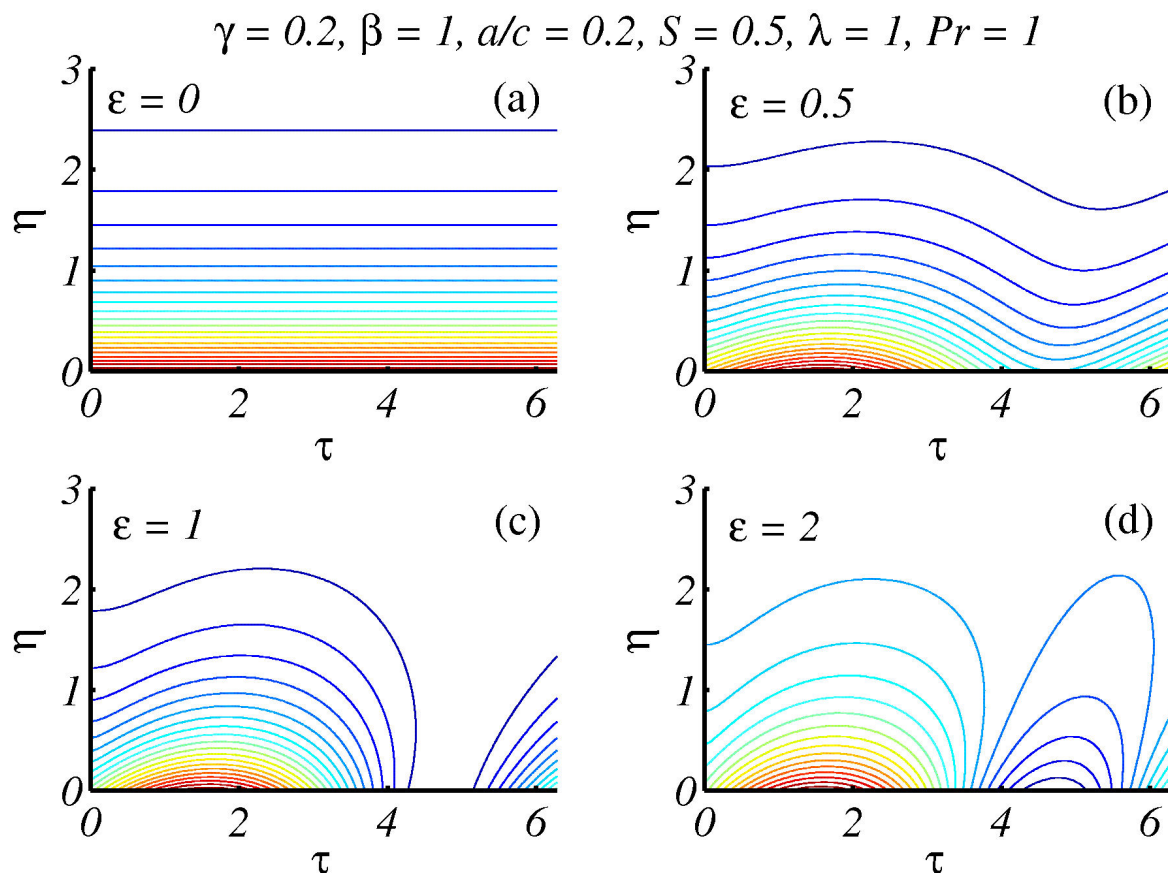 γ = 0.2, β = 1, a/c = 0.2, S = 0.5, λ = 1, Pr = 1
ε = 0
(a)
3
2
1
0
η
0 2 4 6
τ
ε = 0.5
(b)
3
2
1
0
η
0 2 4 6
τ
ε = 1
(c)
3
2
1
0
η
0 2 4 6
τ
ε = 2
(d)
3
2
1
0
η
0 2 4 6
τ